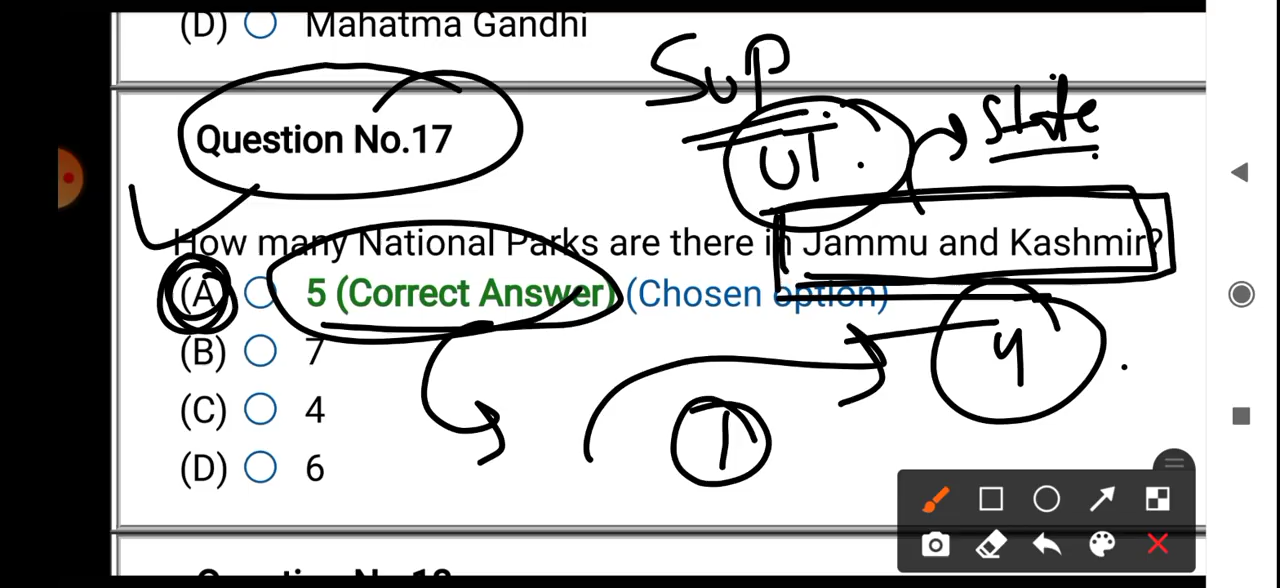 (D) Mahatma Gandhi
Sup
Question No.17
UT
State
How many National Parks are there in Jammu and Kashmir?
(A) 5 (Correct Answer) (Chosen option)
(B) 7
4
(C) 4
1
(D) 6